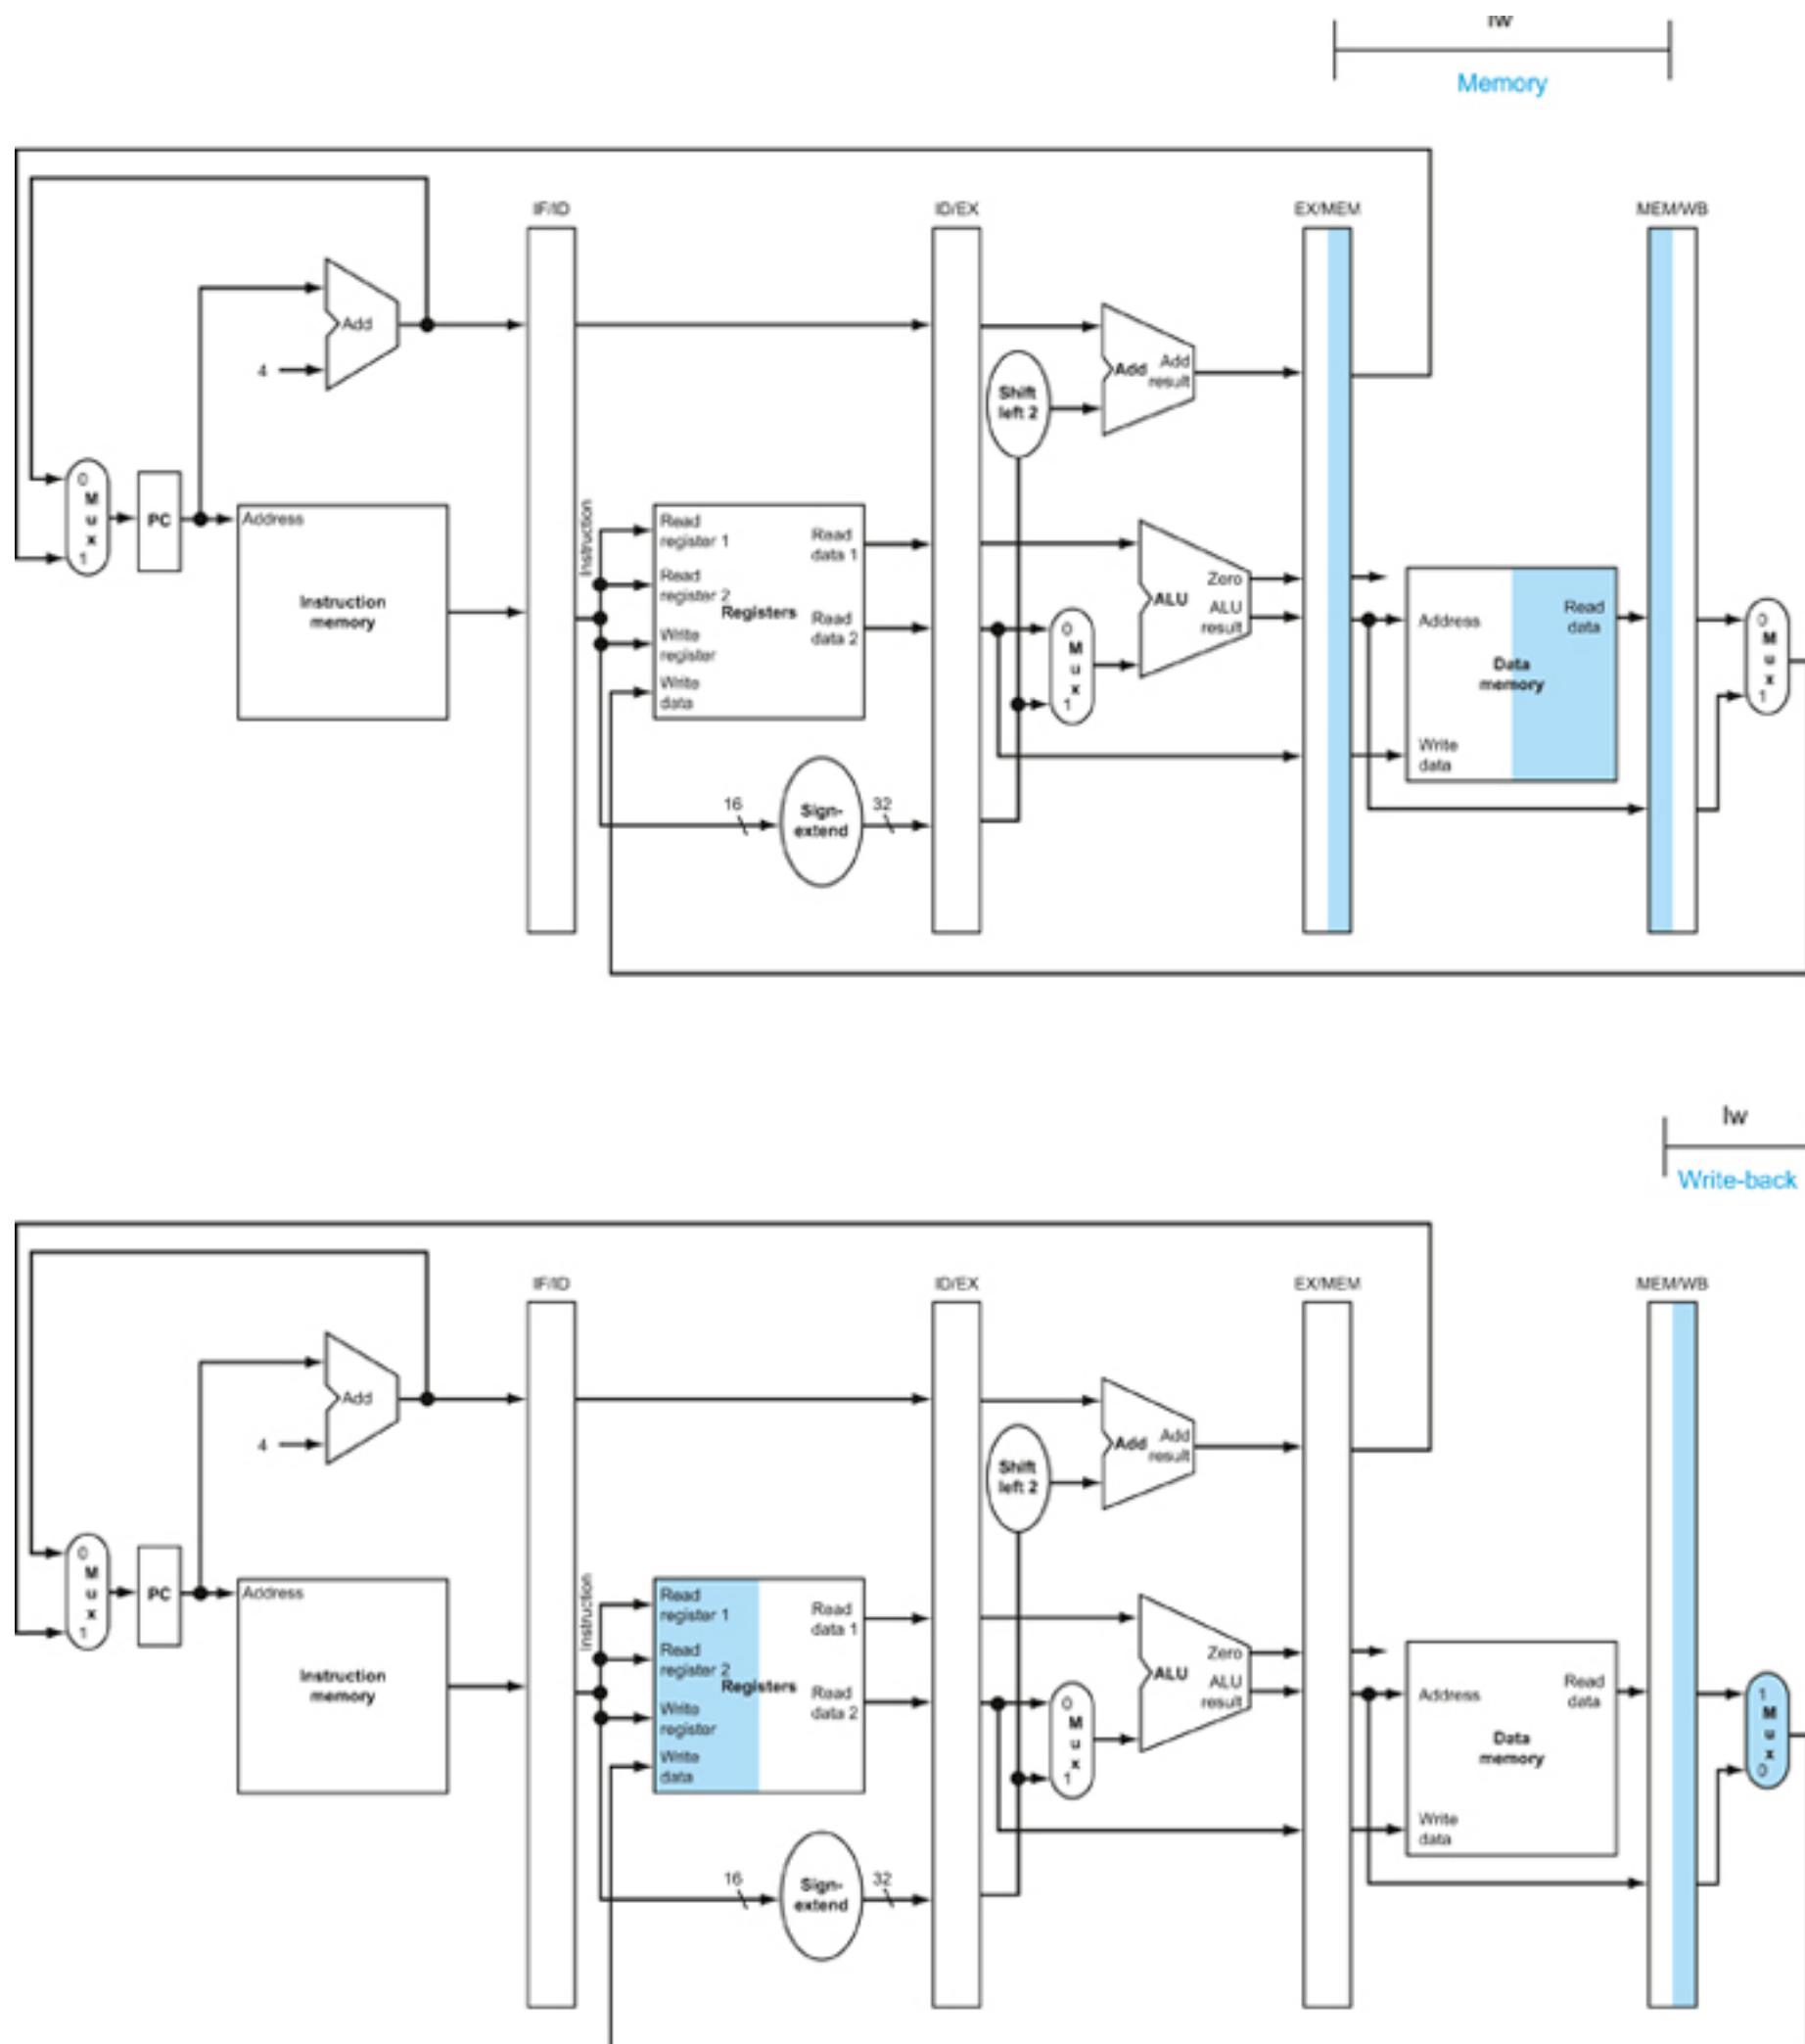 lw
Memory
IF/ID
ID/EX
EX/MEM
MEM/WB
Add
4
Add
Add
result
Shift
left 2
0
M
u
x
1
PC
Address
Instruction
memory
Instruction
Read
register 1
Read
register 2
Write
register
Write
data
Registers
Read
data 1
Read
data 2
0
M
u
x
1
ALU
Zero
ALU
result
Address
Read
data
Data
memory
Write
data
0
M
u
x
1
16
Sign-
extend
32
lw
Write-back
IF/ID
ID/EX
EX/MEM
MEM/WB
Add
4
Add
Add
result
Shift
left 2
0
M
u
x
1
PC
Address
Instruction
memory
Instruction
Read
register 1
Read
register 2
Write
register
Write
data
Registers
Read
data 1
Read
data 2
0
M
u
x
1
ALU
Zero
ALU
result
Address
Read
data
Data
memory
Write
data
1
M
u
x
0
16
Sign-
extend
32